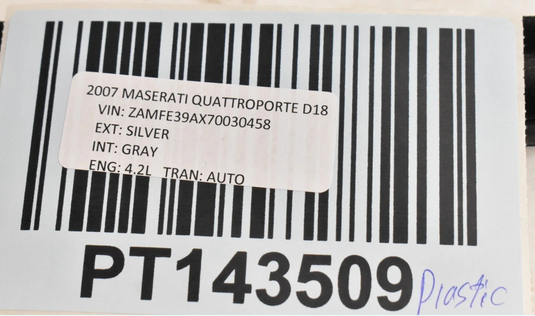 2007 MASERATI QUATTROPORTE D18
VIN: ZAMFE39AX70030458
EXT: SILVER
INT: GRAY
ENG: 4.2L TRAN: AUTO
PT143509 Plastic